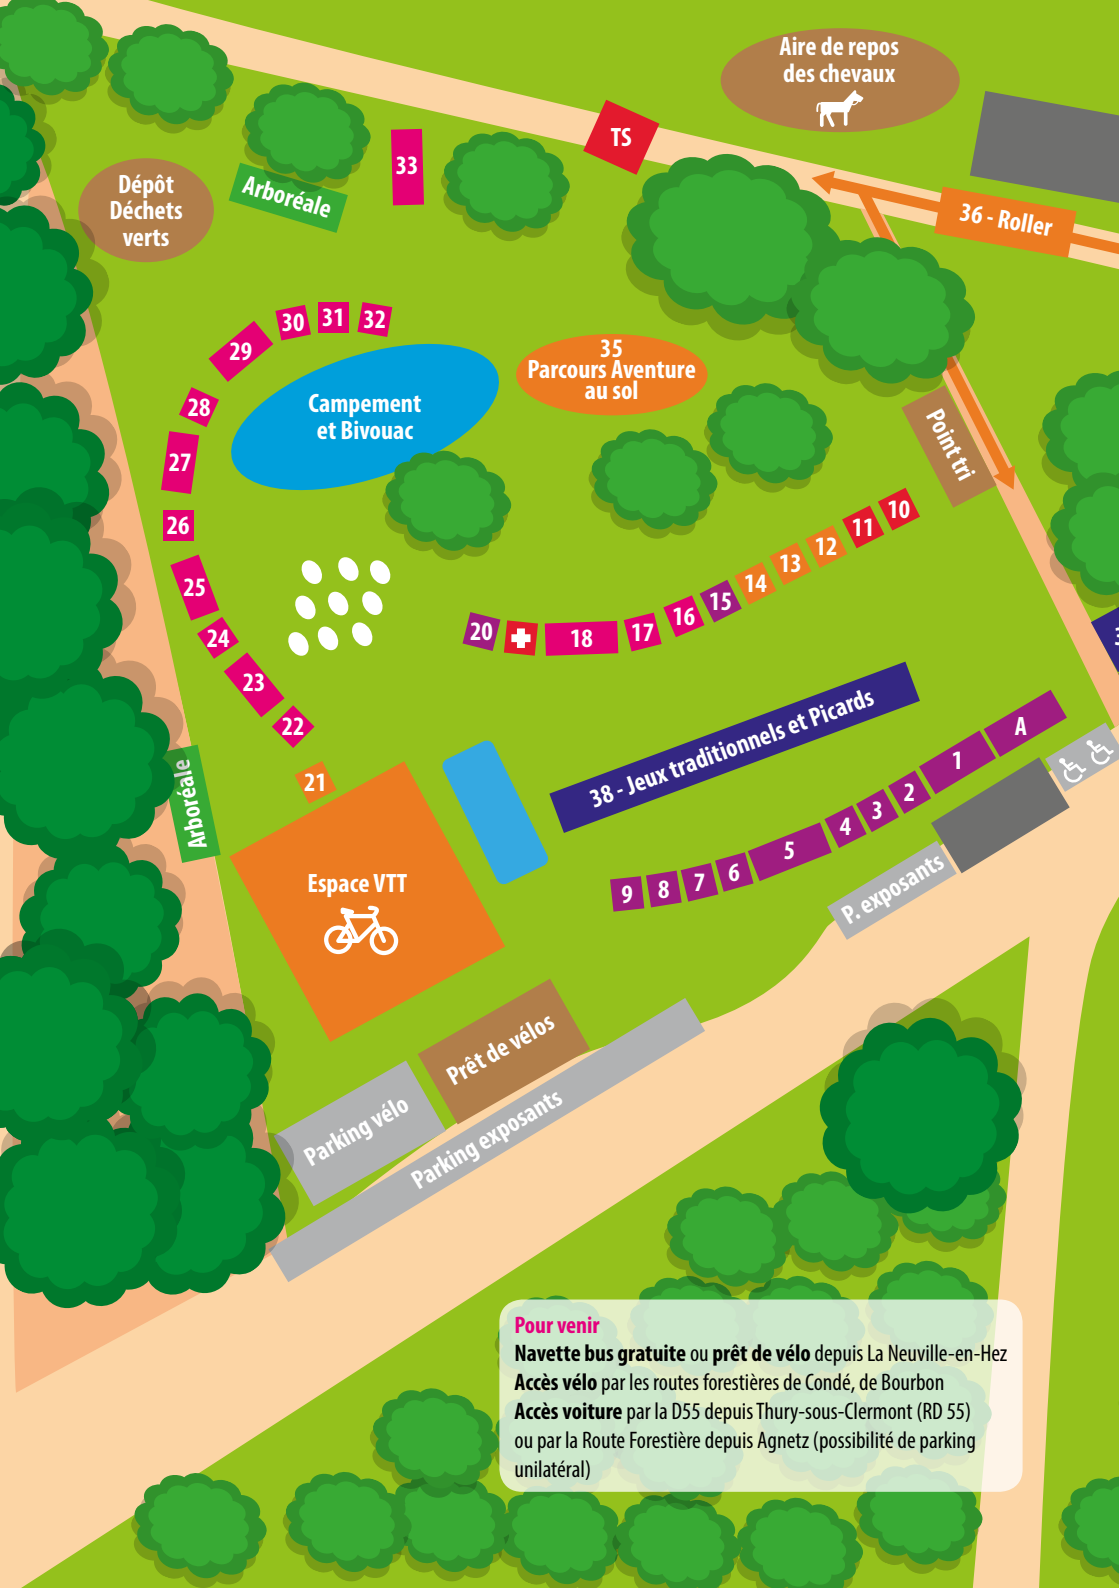 Aire de repos
des chevaux
TS
33
Dépôt
Déchets
verts
Arboréale
36 - Roller
30
31
32
29
35
Parcours Aventure
au sol
Campement
et Bivouac
28
27
Point tri
26
10
11
12
13
14
15
16
17
18
20
25
24
23
22
21
38 - Jeux traditionnels et Picards
A
1
2
3
4
5
6
7
8
9
Arboréale
Espace VTT
P. exposants
Prêt de vélos
Parking vélo
Parking exposants
Pour venir
Navette bus gratuite ou prêt de vélo depuis La Neuville-en-Hez
Accès vélo par les routes forestières de Condé, de Bourbon
Accès voiture par la D55 depuis Thury-sous-Clermont (RD 55)
ou par la Route Forestière depuis Agnetz (possibilité de parking
unilatéral)